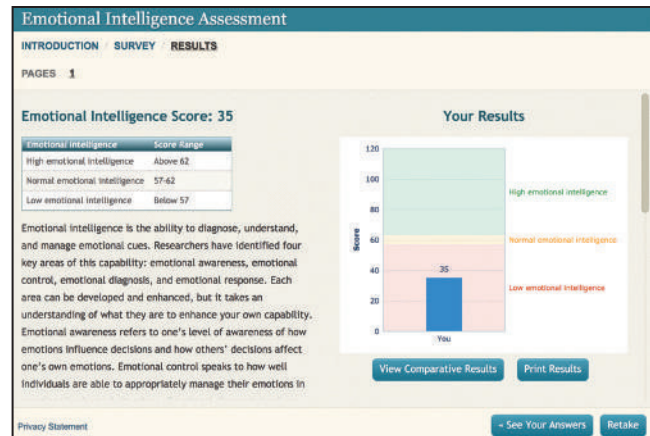 Emotional Intelligence Assessment
INTRODUCTION / SURVEY / RESULTS
PAGES 1
Emotional Intelligence Score: 35
Emotional Intelligence Score Range
High emotional intelligence Above 62
Normal emotional intelligence 57-62
Low emotional intelligence Below 57
Emotional intelligence is the ability to diagnose, understand,
and manage emotional cues. Researchers have identified four
key areas of this capability: emotional awareness, emotional
control, emotional diagnosis, and emotional response. Each
area can be developed and enhanced, but it takes an
understanding of what they are to enhance your own capability.
Emotional awareness refers to one's level of awareness of how
emotions influence decisions and how others' decisions affect
one's own emotions. Emotional control speaks to how well
individuals are able to appropriately manage their emotions in
Your Results
120
100
High emotional intelligence
80
Score
60
Normal emotional intelligence
40
35
Low emotional intelligence
20
0
You
View Comparative Results
Print Results
Privacy Statement
« See Your Answers
Retake